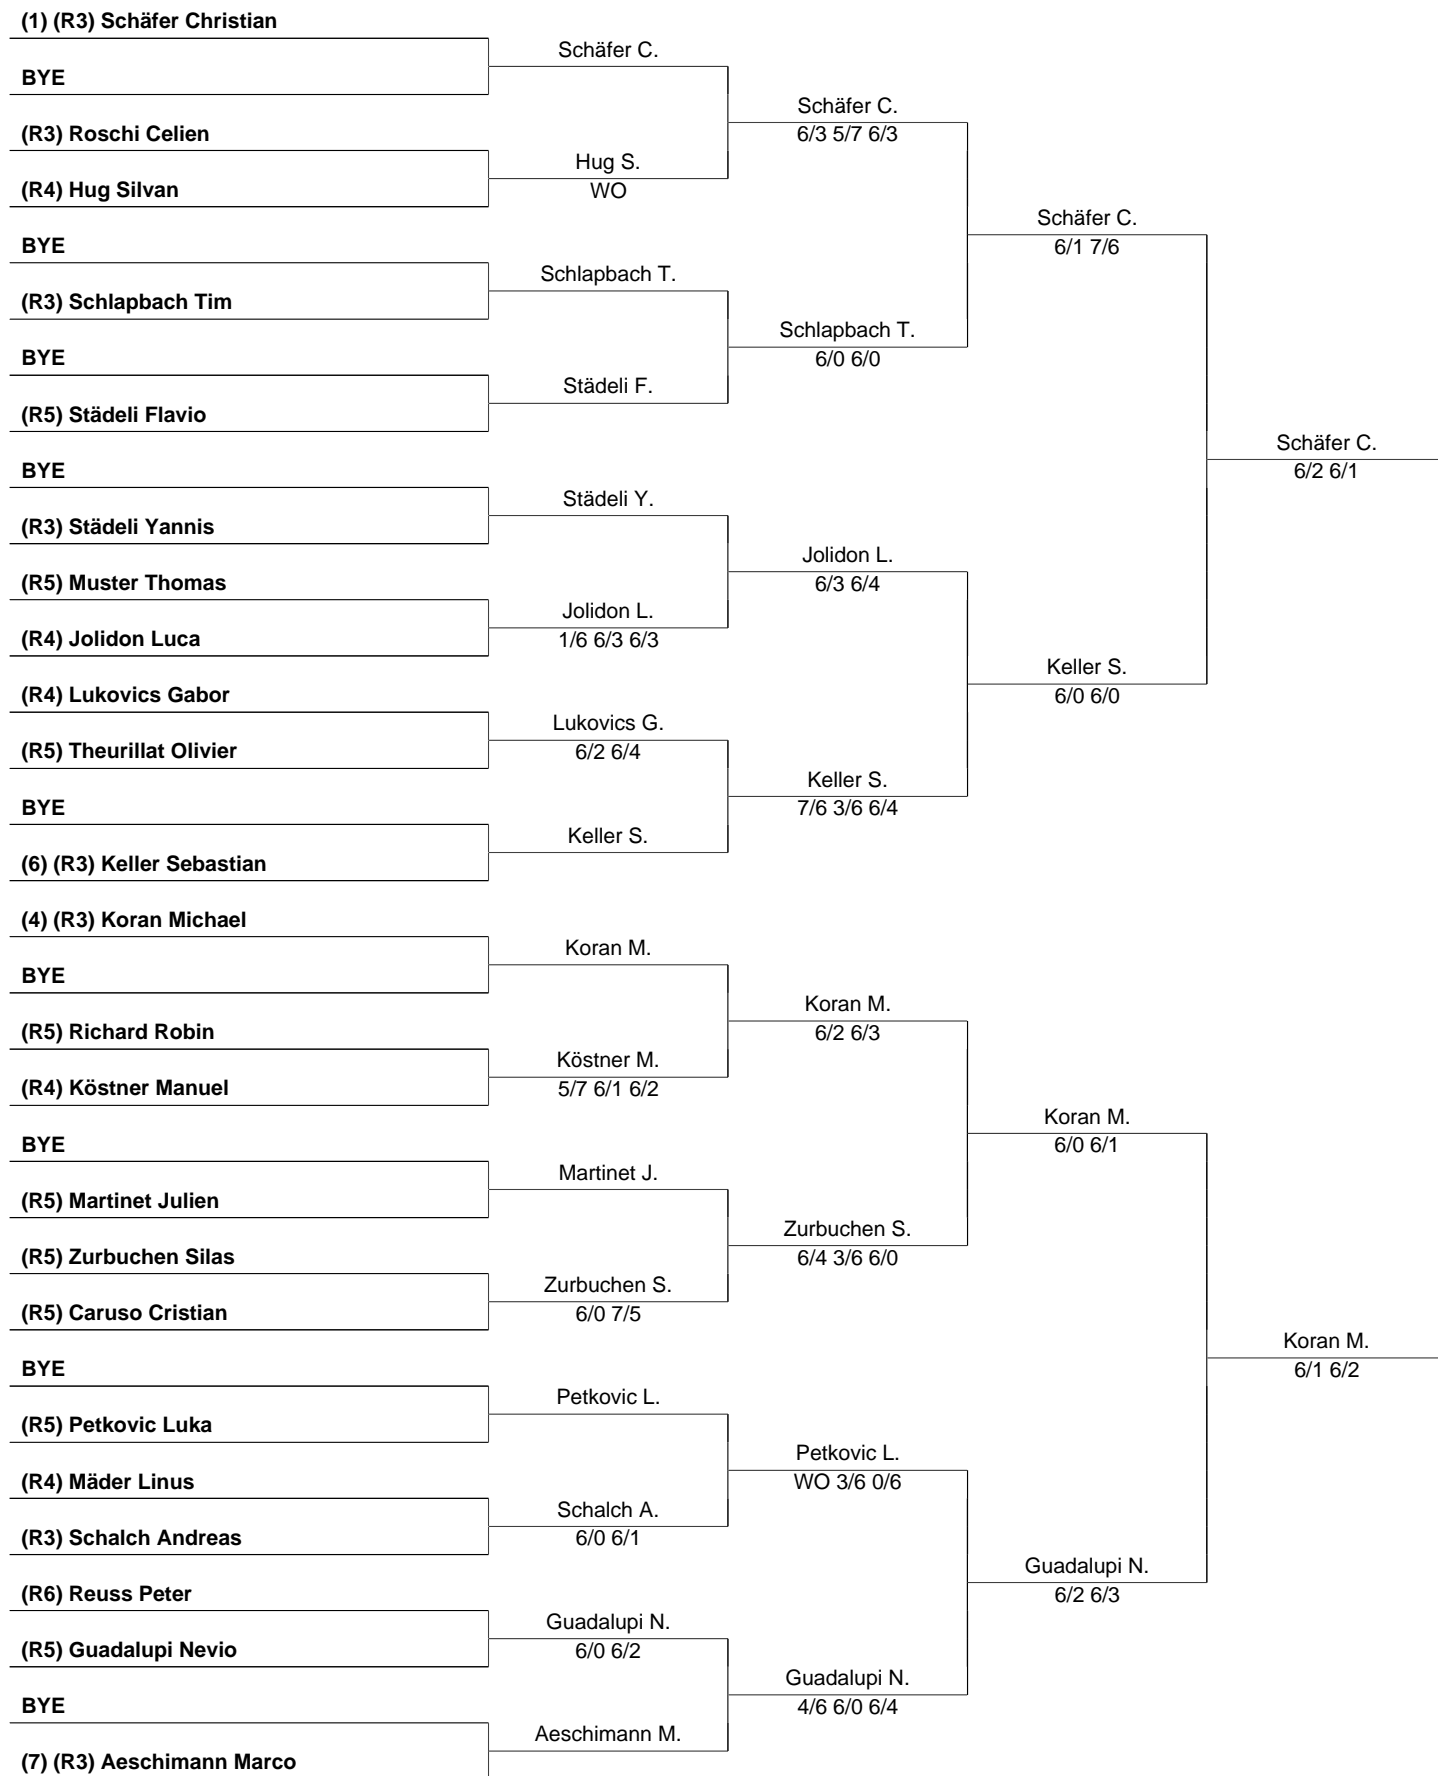 (1) (R3) Schäfer Christian
BYE
(R3) Roschi Celien
(R4) Hug Silvan
BYE
(R3) Schlapbach Tim
BYE
(R5) Städeli Flavio
BYE
(R3) Städeli Yannis
(R5) Muster Thomas
(R4) Jolidon Luca
(R4) Lukovics Gabor
(R5) Theurillat Olivier
BYE
(6) (R3) Keller Sebastian
(4) (R3) Koran Michael
BYE
(R5) Richard Robin
(R4) Köstner Manuel
BYE
(R5) Martinet Julien
(R5) Zurbuchen Silas
(R5) Caruso Cristian
BYE
(R5) Petkovic Luka
(R4) Mäder Linus
(R3) Schalch Andreas
(R6) Reuss Peter
(R5) Guadalupi Nevio
BYE
(7) (R3) Aeschimann Marco
Schäfer C.
Hug S.
WO
Schlapbach T.
Städeli F.
Städeli Y.
Jolidon L.
1/6 6/3 6/3
Lukovics G.
6/2 6/4
Keller S.
Koran M.
Köstner M.
5/7 6/1 6/2
Martinet J.
Zurbuchen S.
6/0 7/5
Petkovic L.
Schalch A.
6/0 6/1
Guadalupi N.
6/0 6/2
Aeschimann M.
Schäfer C.
6/3 5/7 6/3
Schlapbach T.
6/0 6/0
Jolidon L.
6/3 6/4
Keller S.
7/6 3/6 6/4
Koran M.
6/2 6/3
Zurbuchen S.
6/4 3/6 6/0
Petkovic L.
WO 3/6 0/6
Guadalupi N.
4/6 6/0 6/4
Schäfer C.
6/1 7/6
Keller S.
6/0 6/0
Koran M.
6/0 6/1
Guadalupi N.
6/2 6/3
Schäfer C.
6/2 6/1
Koran M.
6/1 6/2